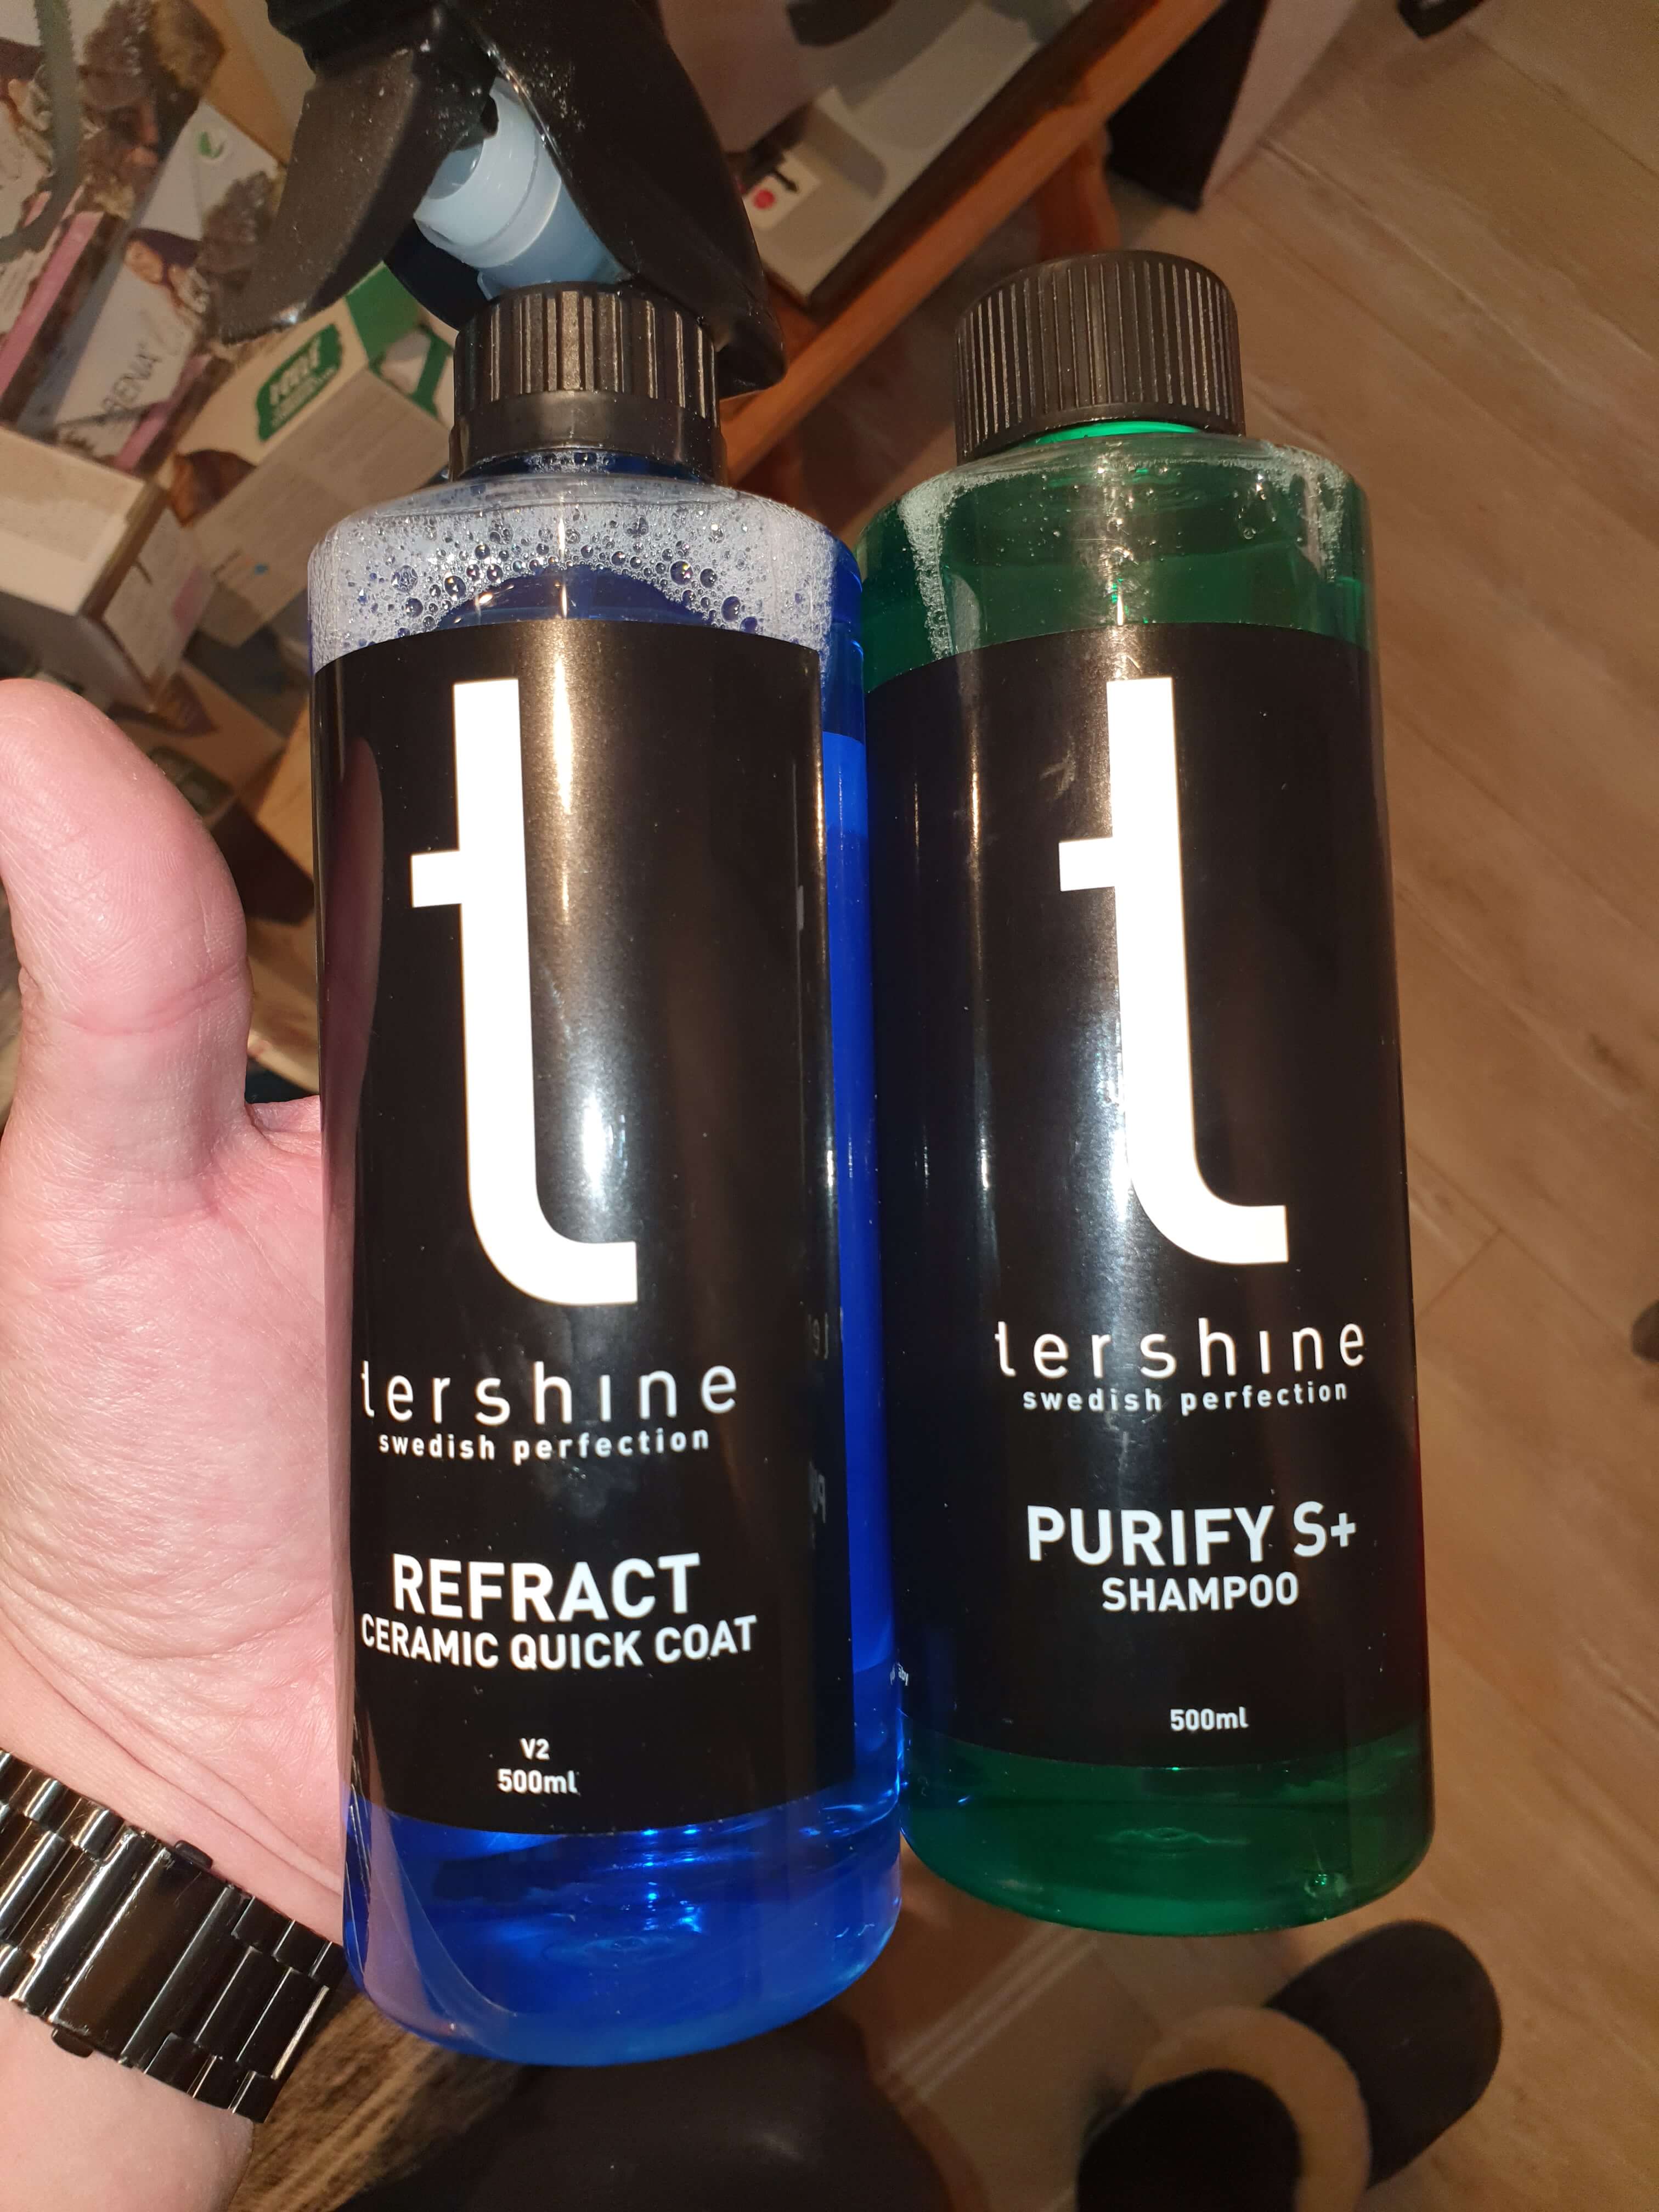 t
tershine
swedish perfection
REFRACT
CERAMIC QUICK COAT
V2
500ml
t
tershine
swedish perfection
PURIFY S+
SHAMPOO
500ml